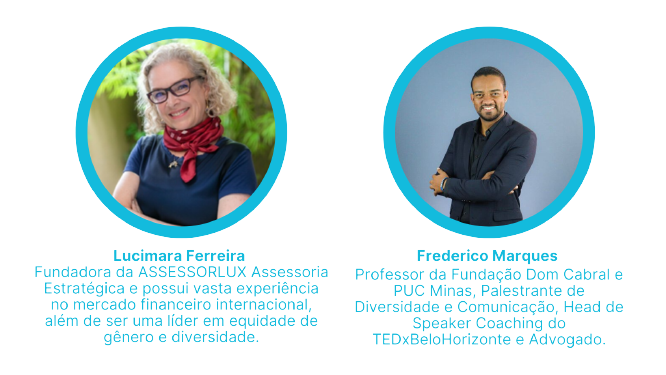 Lucimara Ferreira
Fundadora da ASSESSORLUX Assessoria
Estratégica e possui vasta experiência
no mercado financeiro internacional,
além de ser uma líder em equidade de
gênero e diversidade.
Frederico Marques
Professor da Fundação Dom Cabral e
PUC Minas, Palestrante de
Diversidade e Comunicação, Head de
Speaker Coaching do
TEDxBeloHorizonte e Advogado.